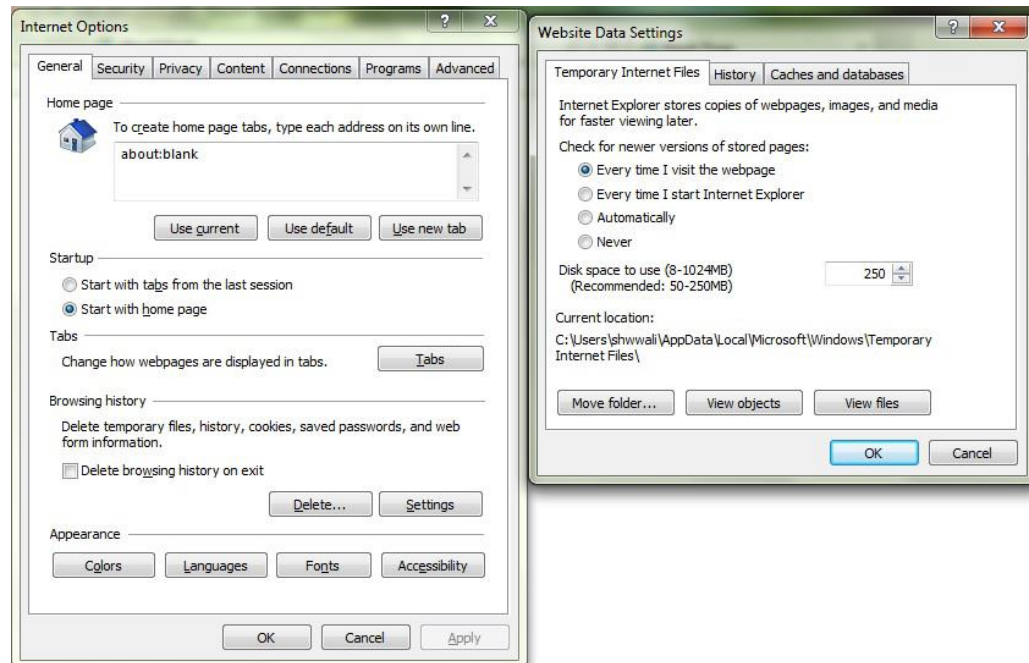 Internet Options
General Security Privacy Content Connections Programs Advanced
Home page
To create home page tabs, type each address on its own line.
about:blank
Use current Use default Use new tab
Startup
Start with tabs from the last session
Start with home page
Tabs
Change how webpages are displayed in tabs.
Tabs
Browsing history
Delete temporary files, history, cookies, saved passwords, and web
form information.
Delete browsing history on exit
Delete... Settings
Appearance
Colors Languages Fonts Accessibility
OK Cancel Apply
Website Data Settings
Temporary Internet Files History Caches and databases
Internet Explorer stores copies of webpages, images, and media
for faster viewing later.
Check for newer versions of stored pages:
Every time I visit the webpage
Every time I start Internet Explorer
Automatically
Never
Disk space to use (8-1024MB) 250
(Recommended: 50-250MB)
Current location:
C:\Users\shwwali\AppData\Local\Microsoft\Windows\Temporary
Internet Files\
Move folder... View objects View files
OK Cancel